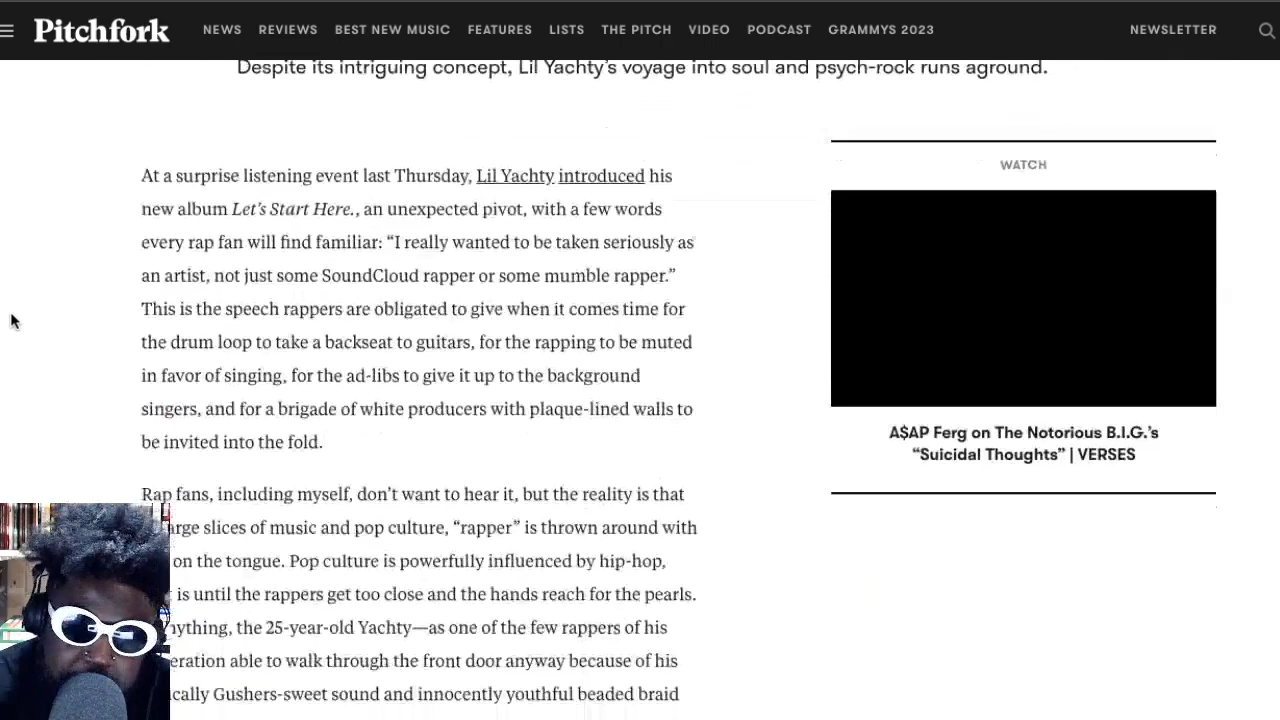 Pitchfork
NEWS REVIEWS BEST NEW MUSIC FEATURES LISTS THE PITCH VIDEO PODCAST GRAMMYS 2023 NEWSLETTER
Despite its intriguing concept, Lil Yachty’s voyage into soul and psych-rock runs aground.
At a surprise listening event last Thursday, Lil Yachty introduced his
new album Let’s Start Here., an unexpected pivot, with a few words
every rap fan will find familiar: “I really wanted to be taken seriously as
an artist, not just some SoundCloud rapper or some mumble rapper.”
This is the speech rappers are obligated to give when it comes time for
the drum loop to take a backseat to guitars, for the rapping to be muted
in favor of singing, for the ad-libs to give it up to the background
singers, and for a brigade of white producers with plaque-lined walls to
be invited into the fold.
Rap fans, including myself, don’t want to hear it, but the reality is that
slices of music and pop culture, “rapper” is thrown around with
on the tongue. Pop culture is powerfully influenced by hip-hop,
is until the rappers get too close and the hands reach for the pearls.
the 25-year-old Yachty—as one of the few rappers of his
able to walk through the front door anyway because of his
Gushers-sweet sound and innocently youthful beaded braid
WATCH
A$AP Ferg on The Notorious B.I.G.’s
“Suicidal Thoughts” | VERSES